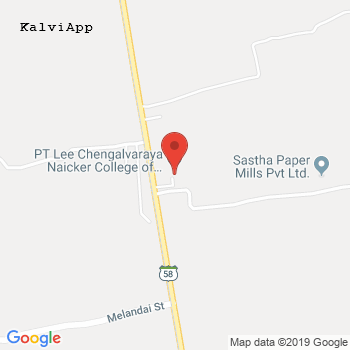 KalviApp
PT Lee Chengalvaraya
Naicker College of...
Sastha Paper
Mills Pvt Ltd.
58
Melandai St
Google
Map data ©2019 Google